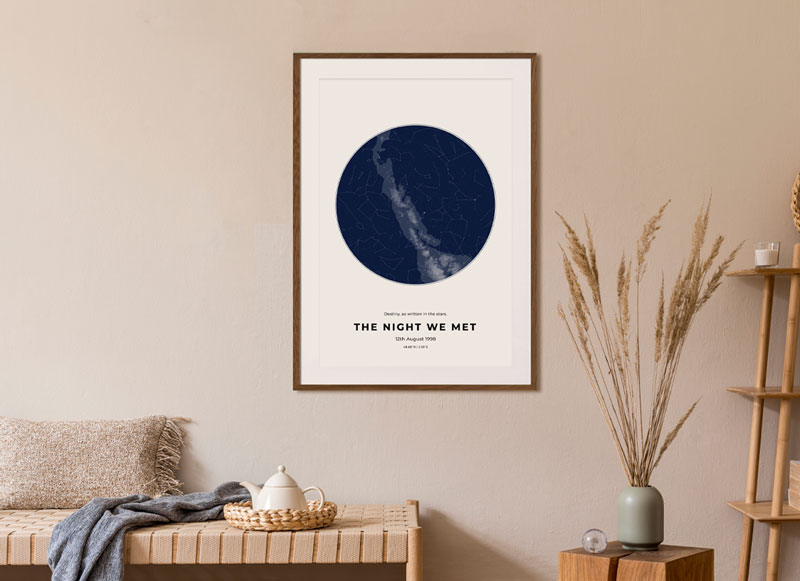 Destiny, as written in the stars.
THE NIGHT WE MET
12th August 1998